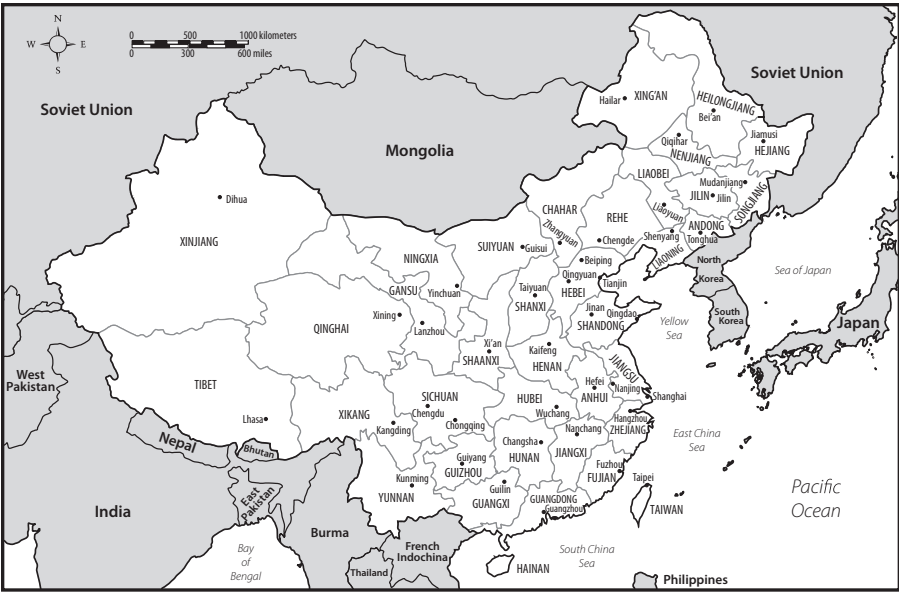 N
W E
S
0 500 1000 kilometers
0 300 600 miles
Soviet Union
Soviet Union
Mongolia
Hailar
XING'AN
HEILONGJIANG
Bei'an
Jiamusi
HEJIANG
Qiqihar
NENJIANG
LIAOBEI
Mudanjiang
JILIN
Jilin
SONGJIANG
Dihua
XINJIANG
CHAHAR
Zhangyuan
REHE
Liaoyuan
ANDONG
Shenyang
Tonghua
LIAONING
SUIYUAN
Guisui
Chengde
NINGXIA
Beiping
North
Korea
Sea of Japan
GANSU
Yinchuan
Qingyuan
Tianjin
HEBEI
Taiyuan
SHANXI
Xining
Lanzhou
Jinan
Qingdao
SHANDONG
South
Korea
Yellow
Sea
Japan
QINGHAI
Xi'an
SHAANXI
Kaifeng
HENAN
JIANGSU
West
Pakistan
TIBET
Hefei
ANHUI
Nanjing
Shanghai
SICHUAN
Chengdu
HUBEI
Wuchang
XIKANG
Lhasa
Kangding
Chongqing
Hangzhou
ZHEJIANG
Nanchang
Changsha
HUNAN
JIANGXI
East China
Sea
Nepal
Bhutan
Guiyang
GUIZHOU
Fuzhou
FUJIAN
Taipei
TAIWAN
Kunming
YUNNAN
Guilin
GUANGXI
GUANGDONG
Guangzhou
Pacific
Ocean
India
East
Pakistan
Burma
French
Indochina
Bay
of
Bengal
Thailand
HAINAN
South China
Sea
Philippines